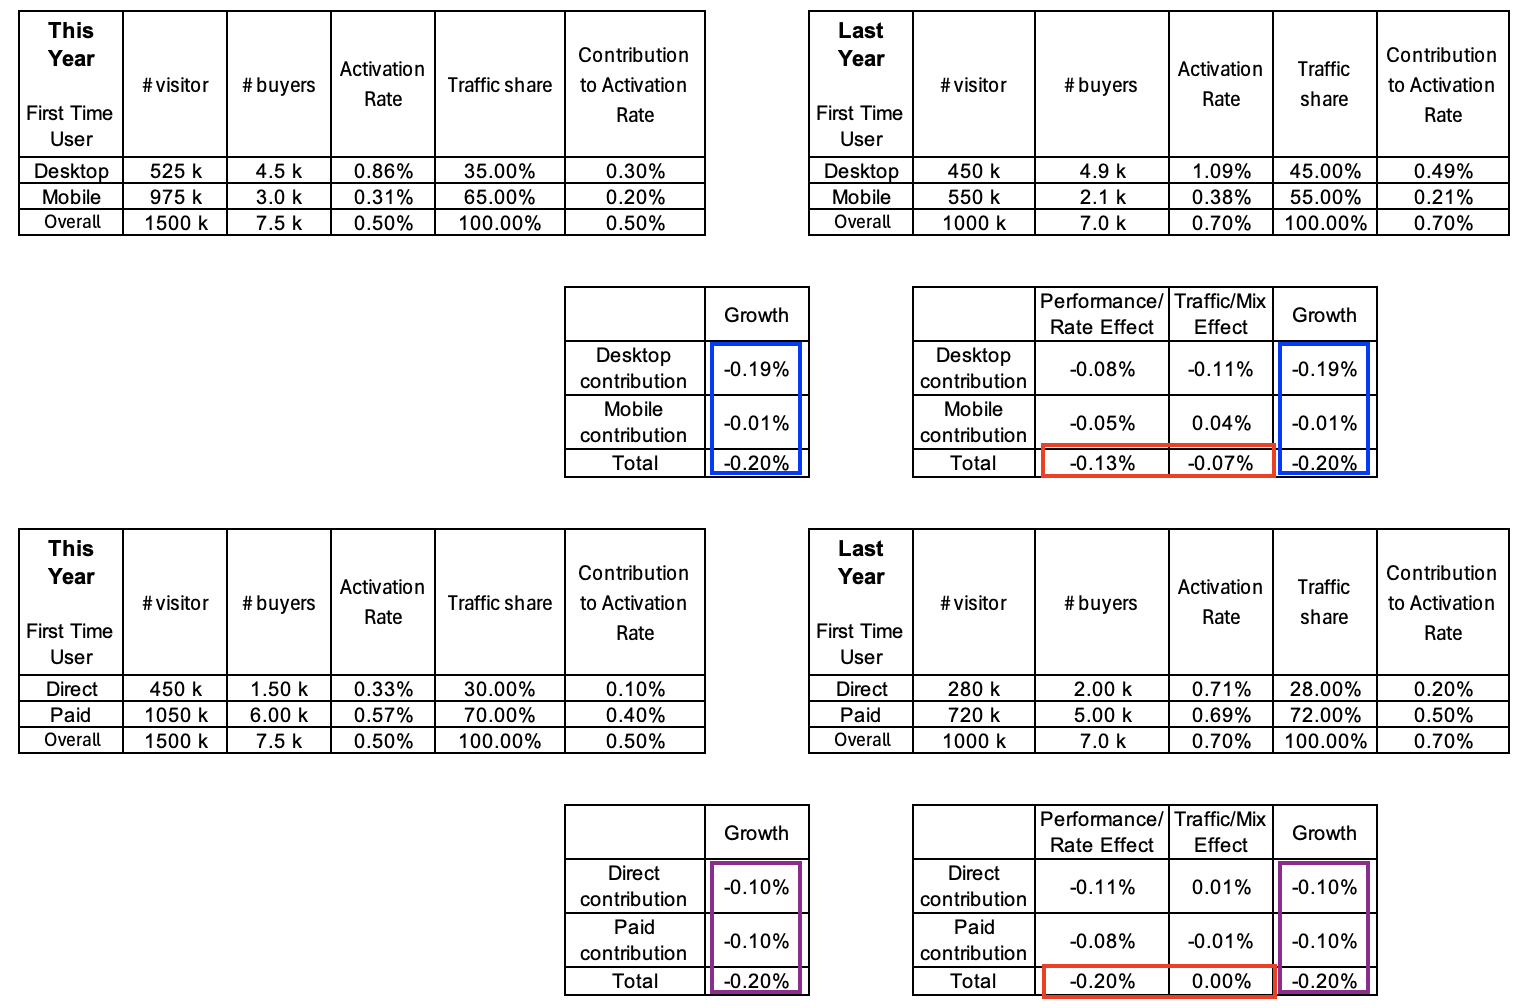 This Year First Time User # visitor # buyers Activation Rate Traffic share Contribution to Activation Rate
Desktop 525 k 4.5 k 0.86% 35.00% 0.30%
Mobile 975 k 3.0 k 0.31% 65.00% 0.20%
Overall 1500 k 7.5 k 0.50% 100.00% 0.50%
Last Year First Time User # visitor # buyers Activation Rate Traffic share Contribution to Activation Rate
Desktop 450 k 4.9 k 1.09% 45.00% 0.49%
Mobile 550 k 2.1 k 0.38% 55.00% 0.21%
Overall 1000 k 7.0 k 0.70% 100.00% 0.70%
Growth
Desktop contribution -0.19%
Mobile contribution -0.01%
Total -0.20%
Performance/ Rate Effect Traffic/Mix Effect Growth
Desktop contribution -0.08% -0.11% -0.19%
Mobile contribution -0.05% 0.04% -0.01%
Total -0.13% -0.07% -0.20%
This Year First Time User # visitor # buyers Activation Rate Traffic share Contribution to Activation Rate
Direct 450 k 1.50 k 0.33% 30.00% 0.10%
Paid 1050 k 6.00 k 0.57% 70.00% 0.40%
Overall 1500 k 7.5 k 0.50% 100.00% 0.50%
Last Year First Time User # visitor # buyers Activation Rate Traffic share Contribution to Activation Rate
Direct 280 k 2.00 k 0.71% 28.00% 0.20%
Paid 720 k 5.00 k 0.69% 72.00% 0.50%
Overall 1000 k 7.0 k 0.70% 100.00% 0.70%
Growth
Direct contribution -0.10%
Paid contribution -0.10%
Total -0.20%
Performance/ Rate Effect Traffic/Mix Effect Growth
Direct contribution -0.11% 0.01% -0.10%
Paid contribution -0.08% -0.01% -0.10%
Total -0.20% 0.00% -0.20%